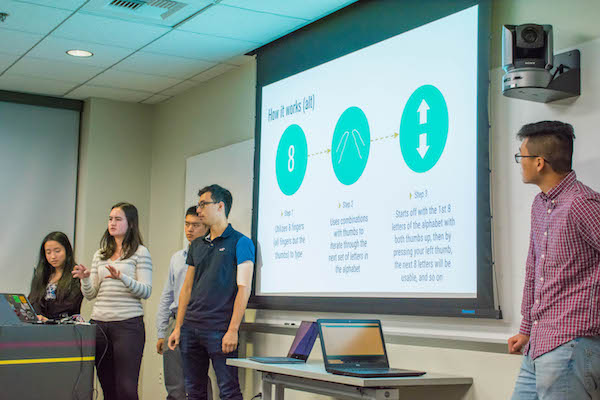 How it works (alt)
8
Step 1
Utilizes 8 fingers
(all fingers but the
thumbs) to type
Step 2
Uses combinations
with thumbs to
iterate through the
next set of letters in
the alphabet
Step 3
Starts off with the 1st 8
letters of the alphabet with
both thumbs up, then by
pressing your left thumb,
the next 8 letters will be
enable, and so on
SONY